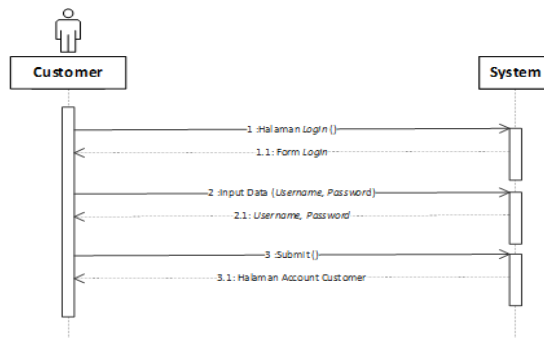 Customer
System
1 :Halaman Login ()
1.1: Form Login
2 :Input Data (Username, Password)
2.1: Username, Password
3 :Submit()
3.1: Halaman Account Customer